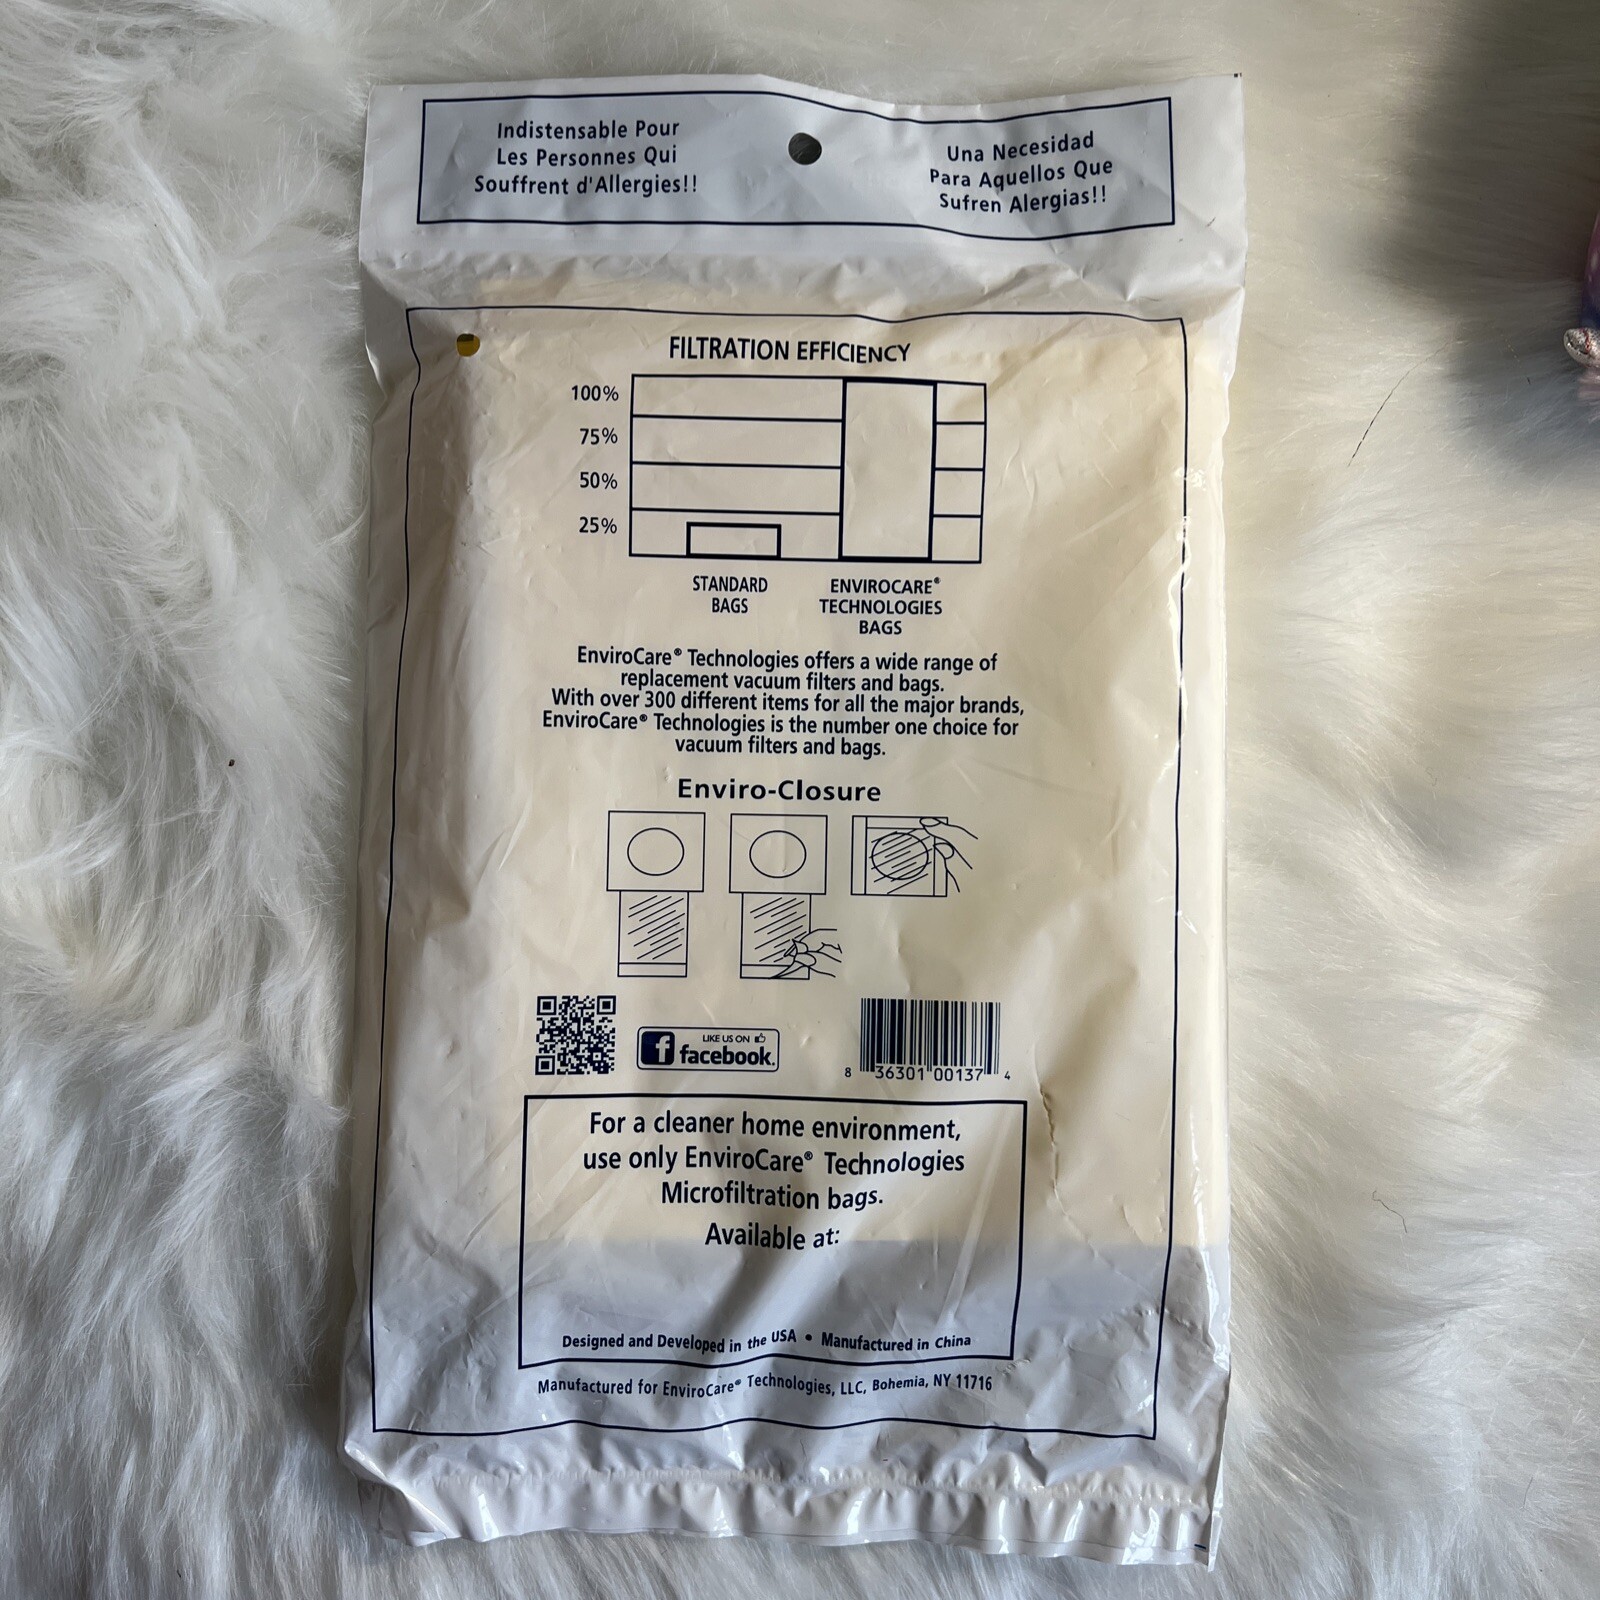 Indistensable Pour
Les Personnes Qui
Souffrent d'Allergies!!
Una Necesidad
Para Aquellos Que
Sufren Alergias!!
FILTRATION EFFICIENCY
100%
75%
50%
25%
STANDARD
BAGS
ENVIROCARE®
TECHNOLOGIES
BAGS
EnviroCare® Technologies offers a wide range of
replacement vacuum filters and bags.
With over 300 different items for all the major brands,
EnviroCare® Technologies is the number one choice for
vacuum filters and bags.
Enviro-Closure
LIKE US ON
f facebook.
8 36301 00137 4
For a cleaner home environment,
use only EnviroCare® Technologies
Microfiltration bags.
Available at:
Designed and Developed in the USA • Manufactured in China
Manufactured for EnviroCare® Technologies, LLC, Bohemia, NY 11716